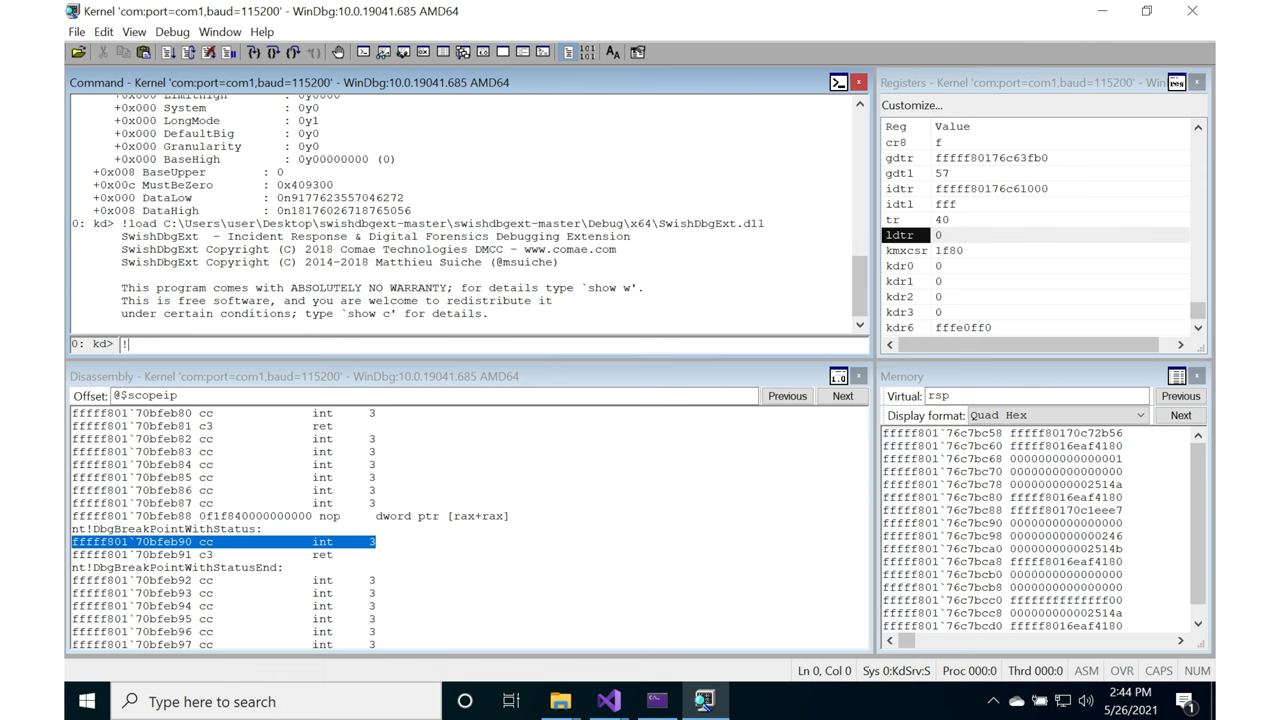 Kernel 'com:port=com1,baud=115200' - WinDbg:10.0.19041.685 AMD64
File Edit View Debug Window Help
Command - Kernel 'com:port=com1,baud=115200' - WinDbg:10.0.19041.685 AMD64
+0x000 LimitHigh : 0y0000
+0x000 System : 0y0
+0x000 LongMode : 0y1
+0x000 DefaultBig : 0y0
+0x000 Granularity : 0y0
+0x000 BaseHigh : 0y00000000 (0)
+0x008 BaseUpper : 0
+0x00c MustBeZero : 0x409300
+0x000 DataLow : 0n9177623557046272
+0x008 DataHigh : 0n18176026718765056
0: kd> !load C:\Users\user\Desktop\swishdbgext-master\swishdbgext-master\Debug\x64\SwishDbgExt.dll
SwishDbgExt - Incident Response & Digital Forensics Debugging Extension
SwishDbgExt Copyright (C) 2018 Comae Technologies DMCC - www.comae.com
SwishDbgExt Copyright (C) 2014-2018 Matthieu Suiche (@msuiche)
This program comes with ABSOLUTELY NO WARRANTY; for details type `show w'.
This is free software, and you are welcome to redistribute it
under certain conditions; type `show c' for details.
0: kd> !
Registers - Kernel 'com:port=com1,baud=115200' - Win
Customize...
Reg Value
cr8 f
gdtr fffff80176c63fb0
gdtl 57
idtr fffff80176c61000
idtl fff
tr 40
ldtr 0
kmxcsr 1f80
kdr0 0
kdr1 0
kdr2 0
kdr3 0
kdr6 fffe0ff0
Disassembly - Kernel 'com:port=com1,baud=115200' - WinDbg:10.0.19041.685 AMD64
Offset: @$scopeip Previous Next
fffff801`70bfeb80 cc int 3
fffff801`70bfeb81 c3 ret
fffff801`70bfeb82 cc int 3
fffff801`70bfeb83 cc int 3
fffff801`70bfeb84 cc int 3
fffff801`70bfeb85 cc int 3
fffff801`70bfeb86 cc int 3
fffff801`70bfeb87 cc int 3
fffff801`70bfeb88 0f1f840000000000 nop dword ptr [rax+rax]
nt!DbgBreakPointWithStatus:
fffff801`70bfeb90 cc int 3
fffff801`70bfeb91 c3 ret
nt!DbgBreakPointWithStatusEnd:
fffff801`70bfeb92 cc int 3
fffff801`70bfeb93 cc int 3
fffff801`70bfeb94 cc int 3
fffff801`70bfeb95 cc int 3
fffff801`70bfeb96 cc int 3
fffff801`70bfeb97 cc int 3
Memory
Virtual: rsp Previous
Display format: Quad Hex Next
fffff801`76c7bc58 fffff80170c72b56
fffff801`76c7bc60 fffff8016eaf4180
fffff801`76c7bc68 0000000000000001
fffff801`76c7bc70 0000000000000000
fffff801`76c7bc78 000000000002514a
fffff801`76c7bc80 fffff8016eaf4180
fffff801`76c7bc88 fffff80170c1eee7
fffff801`76c7bc90 0000000000000000
fffff801`76c7bc98 0000000000000246
fffff801`76c7bca0 000000000002514b
fffff801`76c7bca8 fffff8016eaf4180
fffff801`76c7bcb0 0000000000000000
fffff801`76c7bcb8 0000000000000000
fffff801`76c7bcc0 ffffffffffffff00
fffff801`76c7bcc8 000000000002514a
fffff801`76c7bcd0 fffff8016eaf4180
Ln 0, Col 0 Sys 0:KdSrv:S Proc 000:0 Thrd 000:0 ASM OVR CAPS NUM
Type here to search
2:44 PM
5/26/2021
1